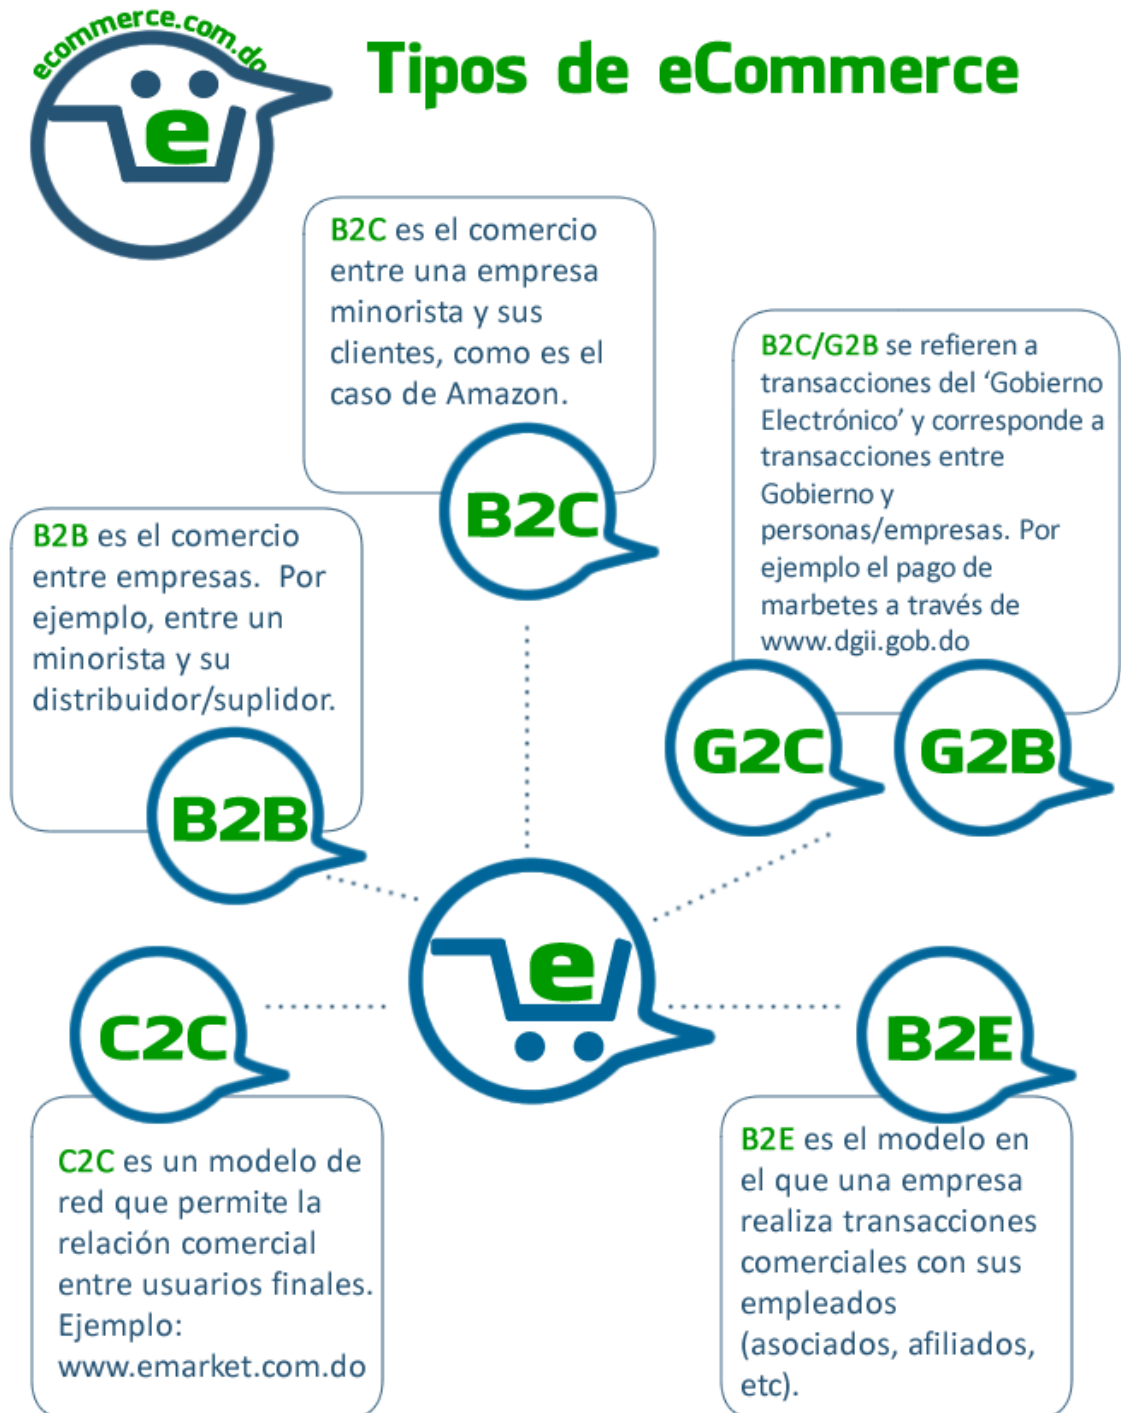 ecommerce.com.do
e
Tipos de eCommerce
B2C es el comercio
entre una empresa
minorista y sus
clientes, como es el
caso de Amazon.
B2C
B2C/G2B se refieren a
transacciones del ‘Gobierno
Electrónico’ y corresponde a
transacciones entre
Gobierno y
personas/empresas. Por
ejemplo el pago de
marbetes a través de
www.dgii.gob.do
G2C
G2B
B2B es el comercio
entre empresas.  Por
ejemplo, entre un
minorista y su
distribuidor/suplidor.
B2B
e
C2C
C2C es un modelo de
red que permite la
relación comercial
entre usuarios finales.
Ejemplo:
www.emarket.com.do
B2E
B2E es el modelo en
el que una empresa
realiza transacciones
comerciales con sus
empleados
(asociados, afiliados,
etc).